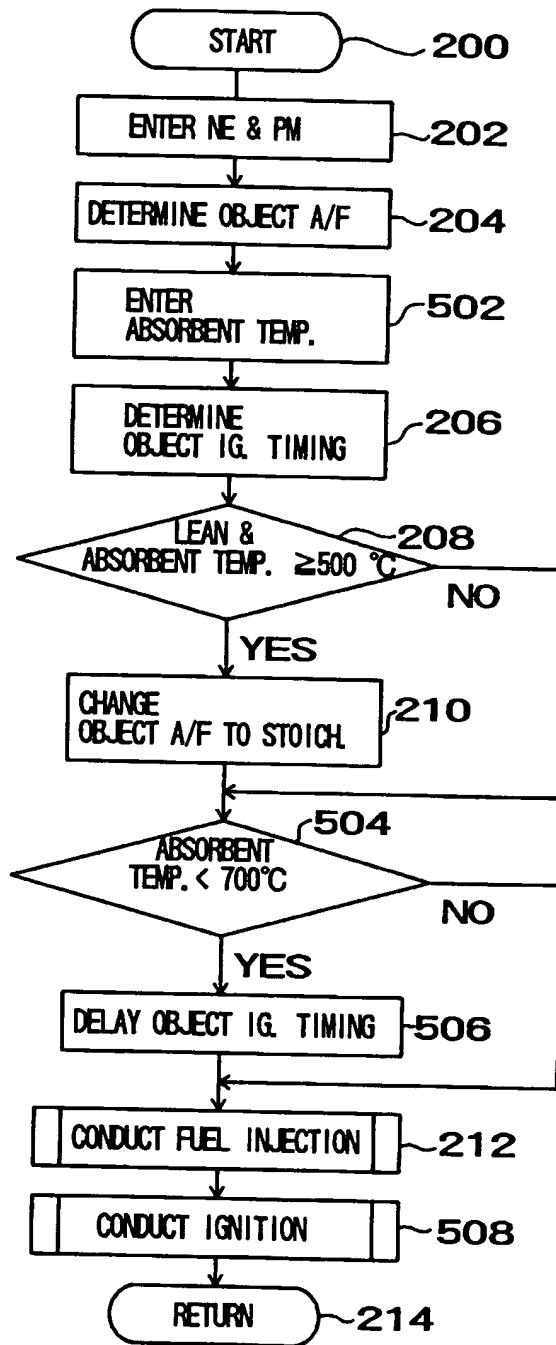 START
200
ENTER NE & PM
202
DETERMINE OBJECT A/F
204
ENTER
ABSORBENT TEMP.
502
DETERMINE
OBJECT IG. TIMING
206
LEAN &
ABSORBENT TEMP. ≧500 °C
208
NO
YES
CHANGE
OBJECT A/F TO STOICH.
210
504
ABSORBENT
TEMP. < 700°C
NO
YES
DELAY OBJECT IG. TIMING
506
CONDUCT FUEL INJECTION
212
CONDUCT IGNITION
508
RETURN
214